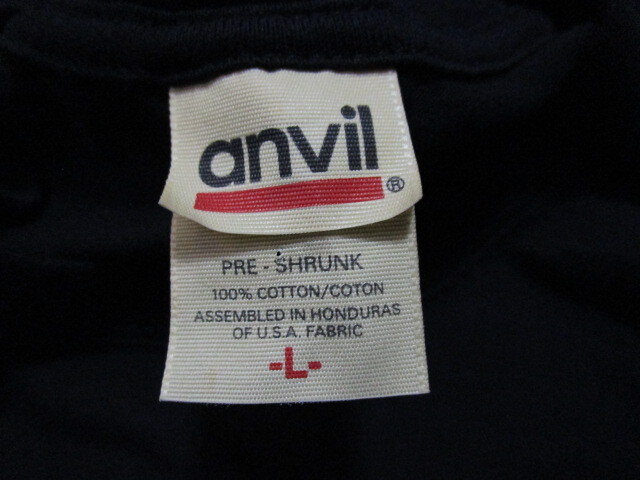 anvil
®
PRE - SHRUNK
100% COTTON/COTON
ASSEMBLED IN HONDURAS
OF U.S.A. FABRIC
-L-